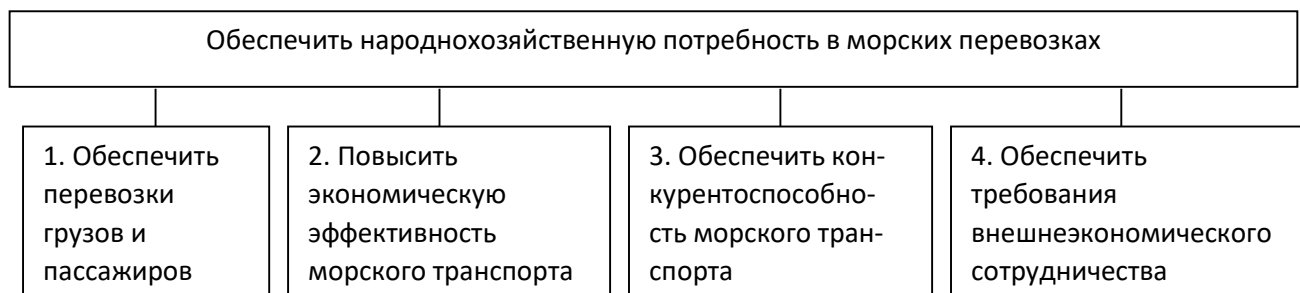 Обеспечить народнохозяйственную потребность в морских перевозках
1. Обеспечить
перевозки
грузов и
пассажиров
2. Повысить
экономическую
эффективность
морского транспорта
3. Обеспечить кон-
курентоспособно-
сть морского тран-
спорта
4. Обеспечить
требования
внешнеэкономического
сотрудничества